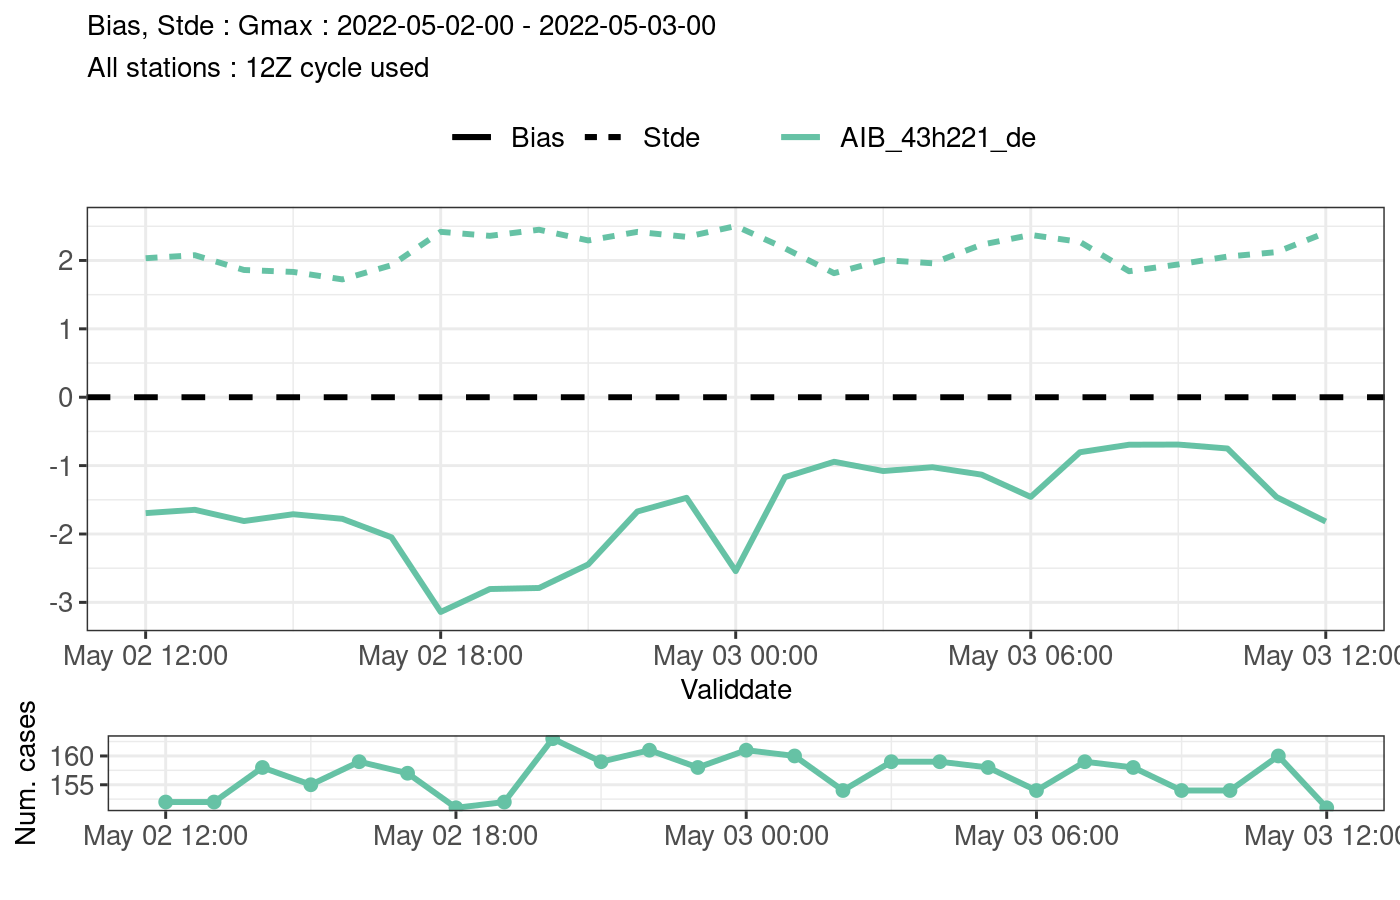 Bias, Stde : Gmax : 2022-05-02-00 - 2022-05-03-00
All stations : 12Z cycle used
Bias Stde AIB_43h221_de
2
1
0
-1
-2
-3
May 02 12:00 May 02 18:00 May 03 00:00 May 03 06:00 May 03 12:00
Validdate
Num. cases
160
155
May 02 12:00 May 02 18:00 May 03 00:00 May 03 06:00 May 03 12:00